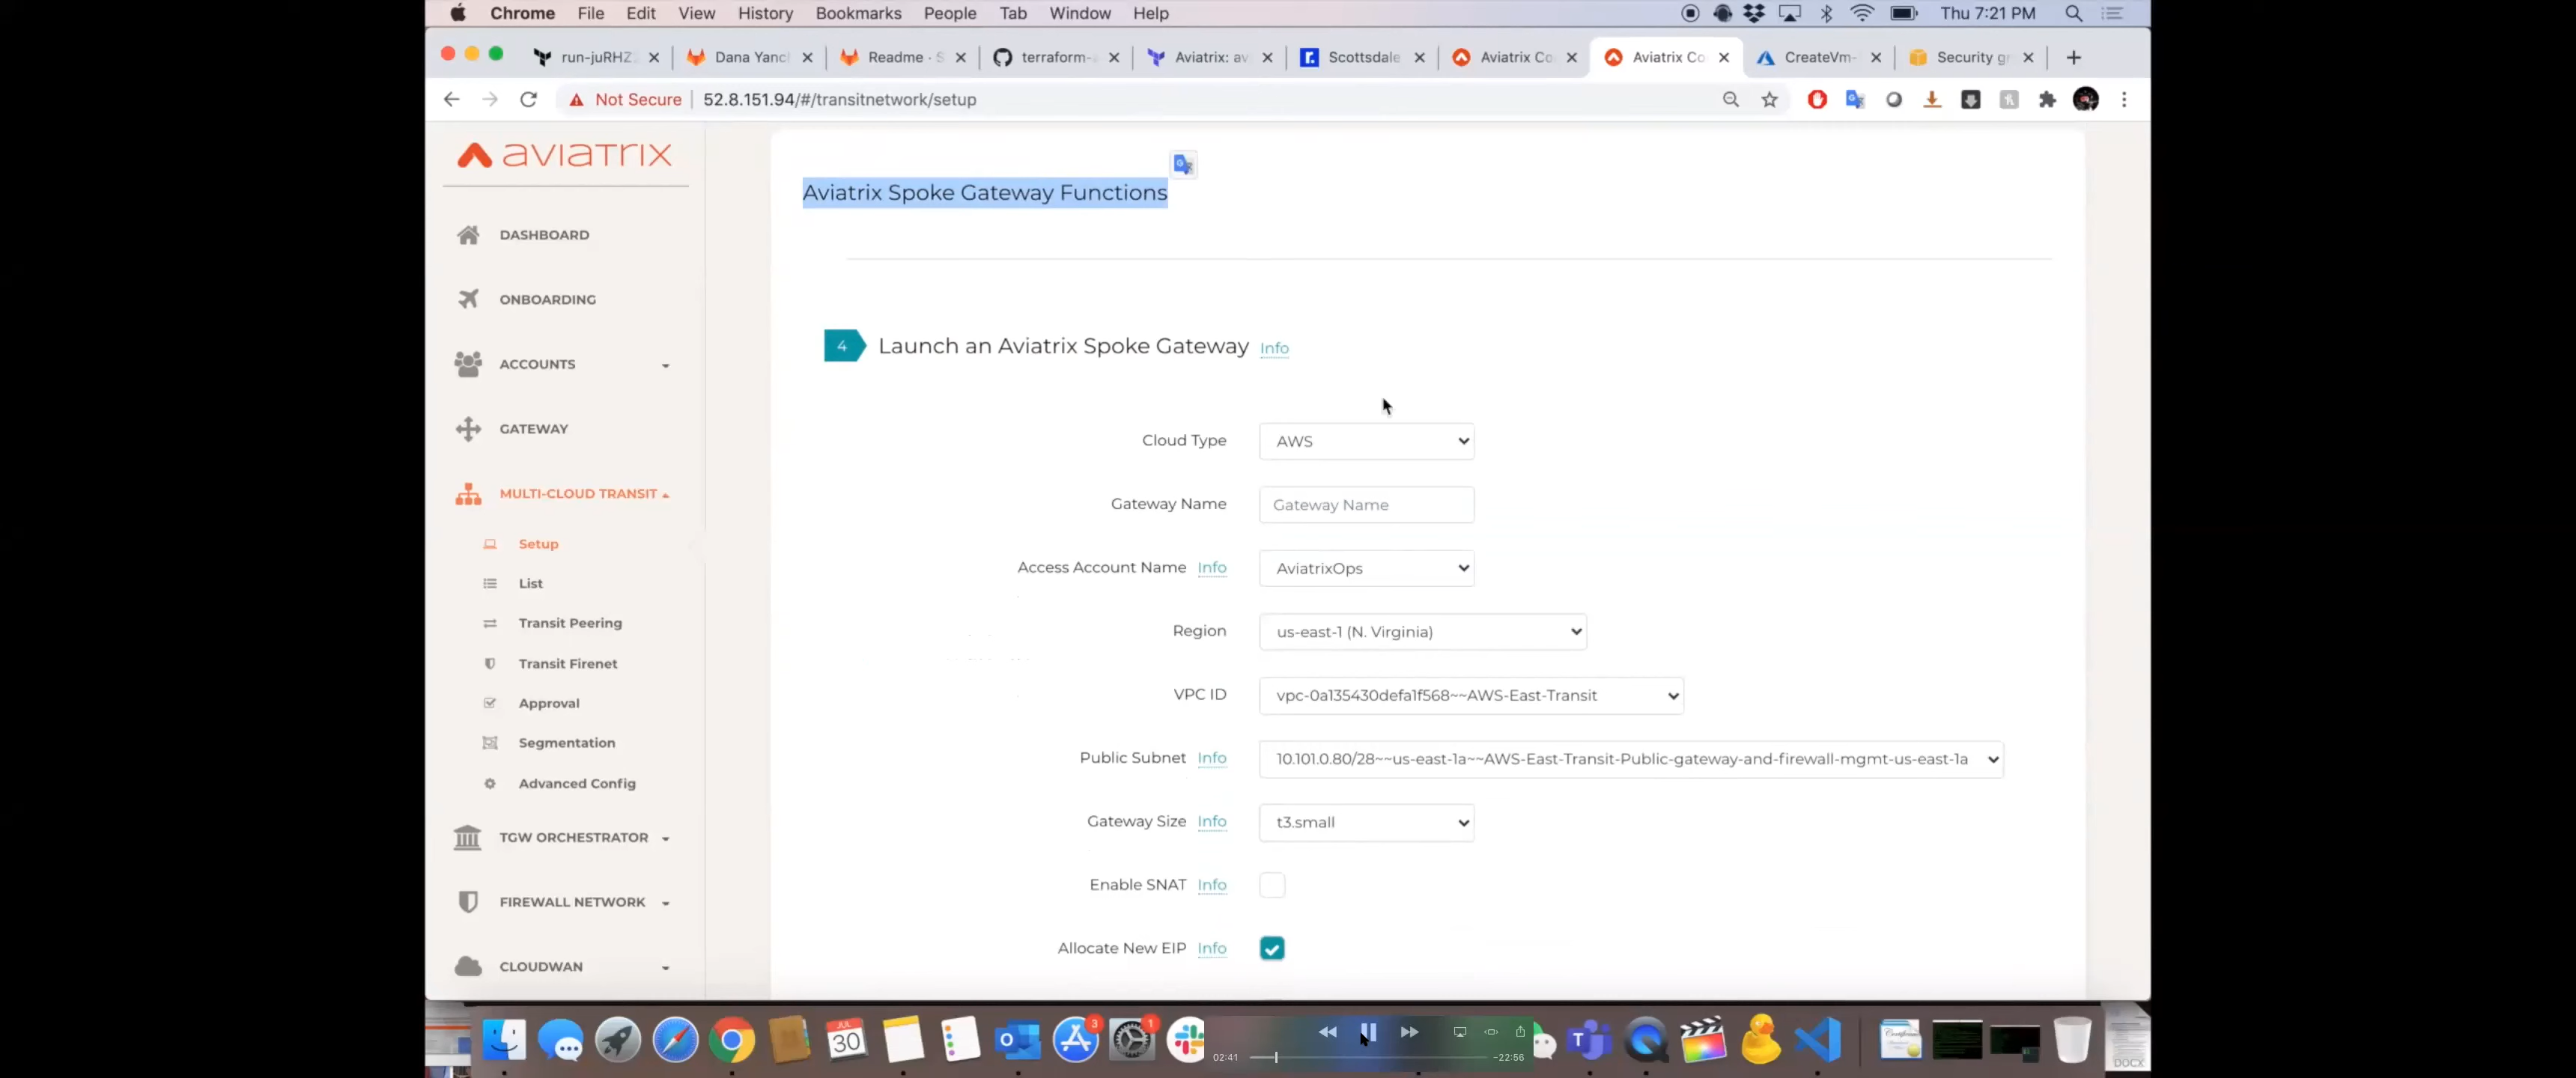 Chrome File Edit View History Bookmarks People Tab Window Help Thu 7:21 PM
run-juRHZ Dana Yanch Readme · S terraform-a Aviatrix: av Scottsdale Aviatrix Co Aviatrix Co CreateVm- Security gr
Not Secure 52.8.151.94/#/transitnetwork/setup
aviatrix
DASHBOARD
ONBOARDING
ACCOUNTS
GATEWAY
MULTI-CLOUD TRANSIT
Setup
List
Transit Peering
Transit Firenet
Approval
Segmentation
Advanced Config
TGW ORCHESTRATOR
FIREWALL NETWORK
CLOUDWAN
Aviatrix Spoke Gateway Functions
4 Launch an Aviatrix Spoke Gateway Info
Cloud Type AWS
Gateway Name Gateway Name
Access Account Name Info AviatrixOps
Region us-east-1 (N. Virginia)
VPC ID vpc-0a135430defa1f568~~AWS-East-Transit
Public Subnet Info 10.101.0.80/28~~us-east-1a~~AWS-East-Transit-Public-gateway-and-firewall-mgmt-us-east-1a
Gateway Size Info t3.small
Enable SNAT Info
Allocate New EIP Info
JUL
30
3
1
02:41 -22:56
DOCX